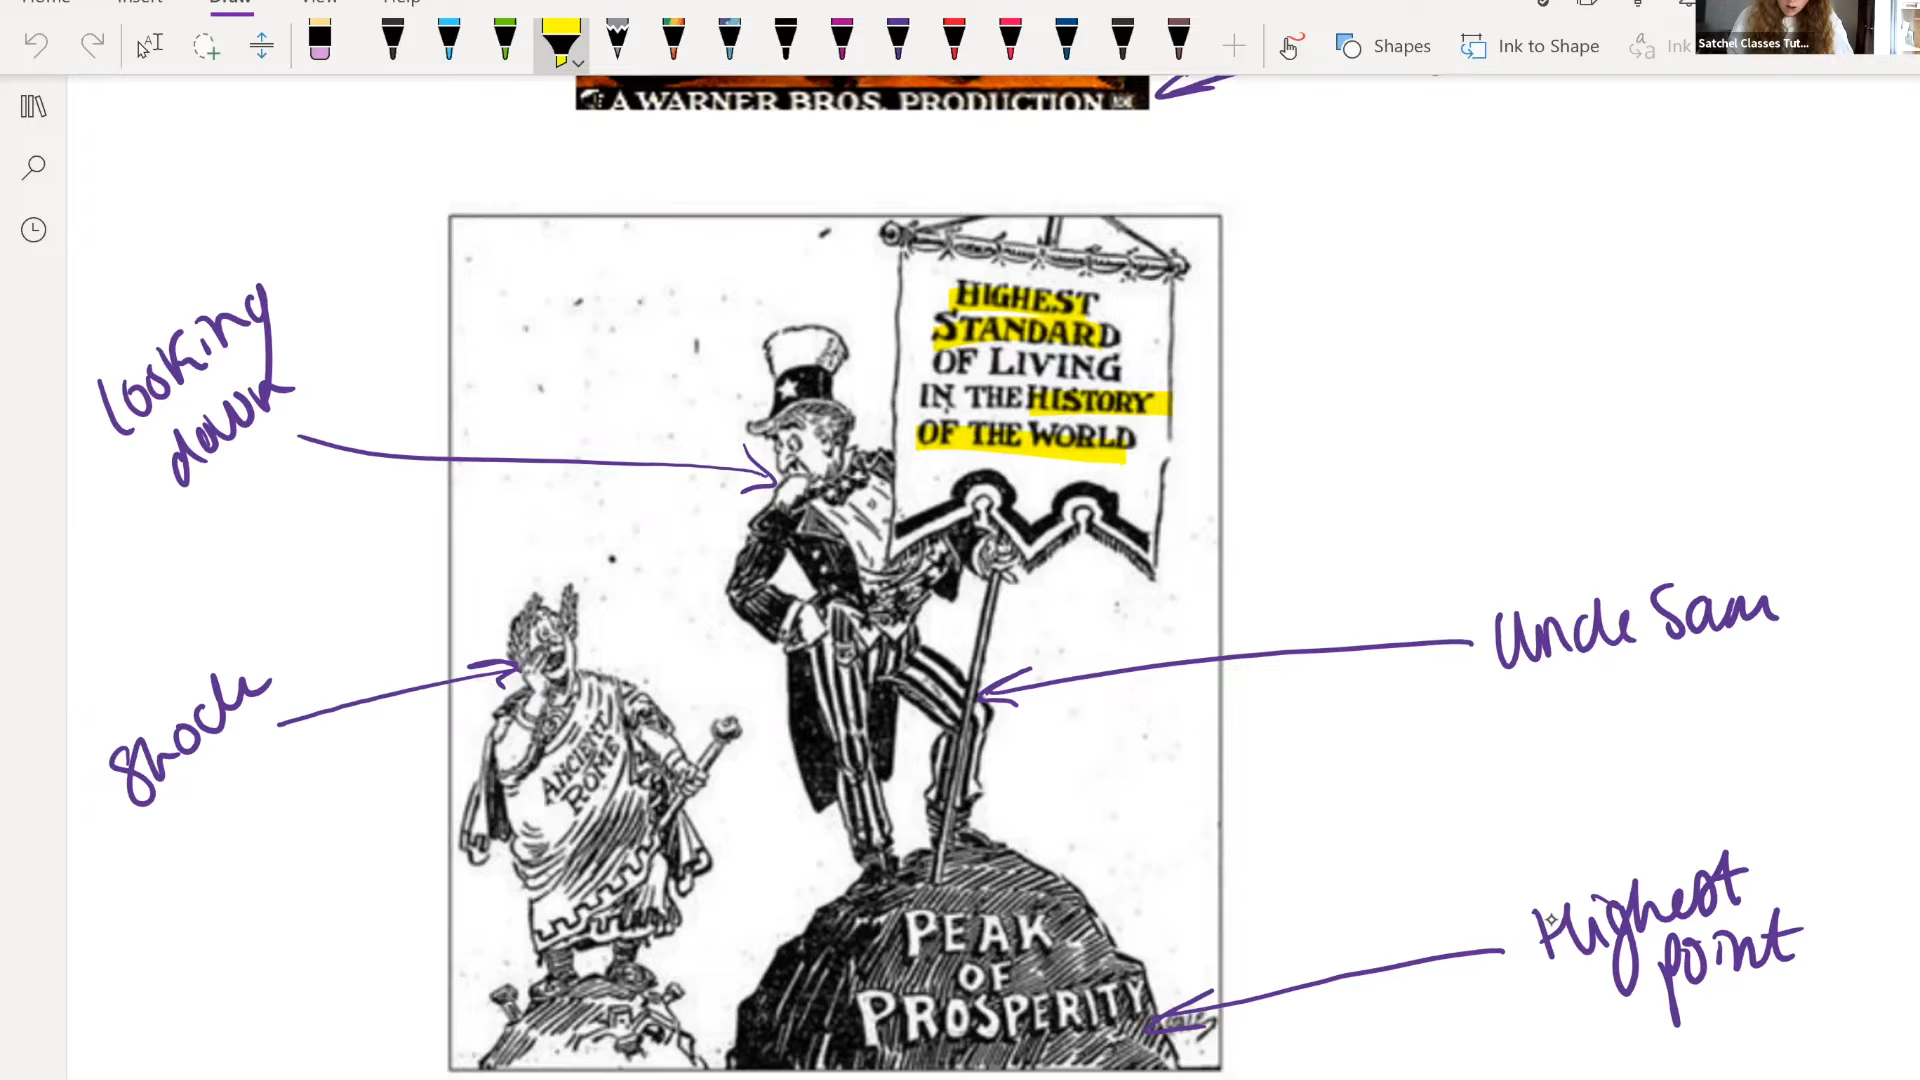 Home Insert Draw View Help
Shapes
Ink to Shape
Ink
Satchel Classes Tut...
A WARNER BROS. PRODUCTION
HIGHEST
STANDARD
OF LIVING
IN THE HISTORY
OF THE WORLD
looking
down
Uncle Sam
Shock
ANCIENT
ROME
Highest
point
PEAK
OF
PROSPERITY